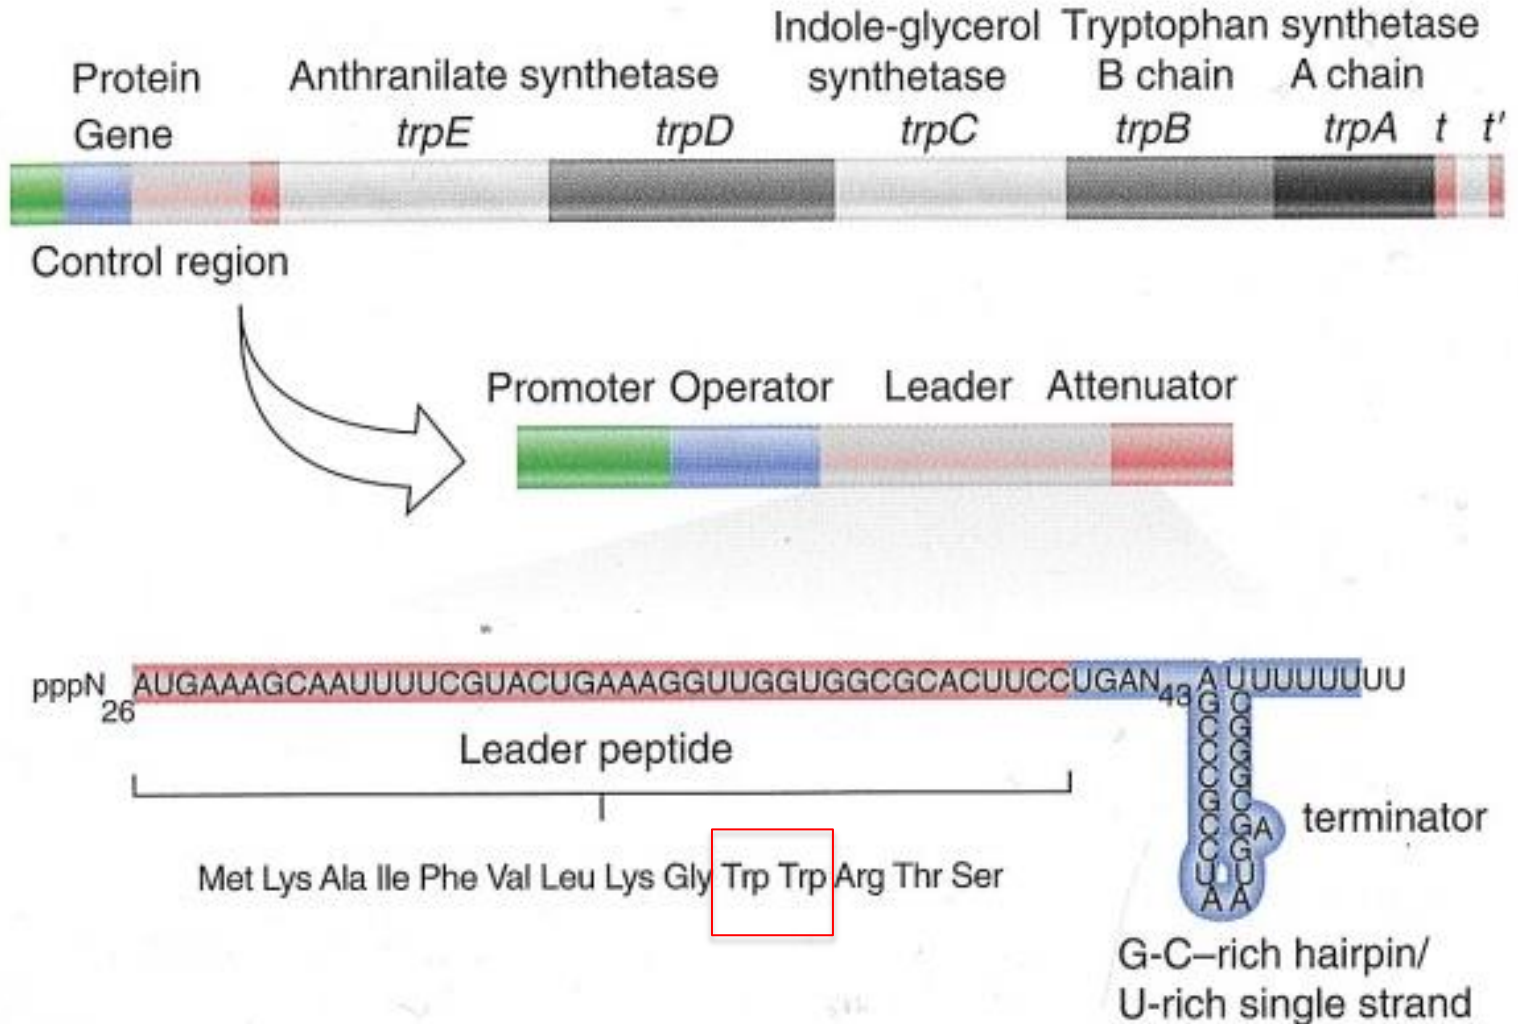 Indole-glycerol Tryptophan synthetase
Protein Anthranilate synthetase synthetase B chain A chain
Gene trpE trpD trpC trpB trpA t t'
Control region
Promoter Operator Leader Attenuator
pppN26 AUGAAAGCAAUUUUCGUACUGAAAGGUUGGUGGCGCACUUCCUGAN43 A UUUUUUUU
G C
C G
C G
C G
G C
C GA
C G
U U
A A
Leader peptide
terminator
Met Lys Ala Ile Phe Val Leu Lys Gly Trp Trp Arg Thr Ser
G-C–rich hairpin/
U-rich single strand